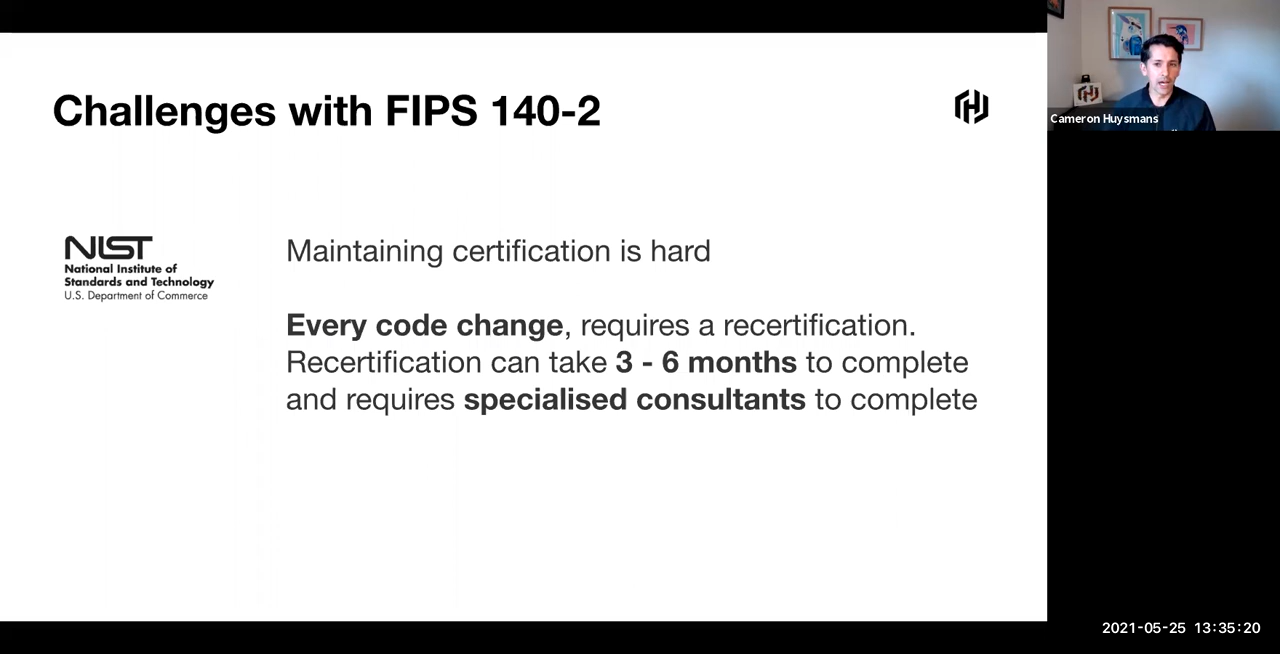 Challenges with FIPS 140-2
NIST
National Institute of
Standards and Technology
U.S. Department of Commerce
Maintaining certification is hard
Every code change, requires a recertification.
Recertification can take 3 - 6 months to complete
and requires specialised consultants to complete
Cameron Huysmans
2021-05-25 13:35:20